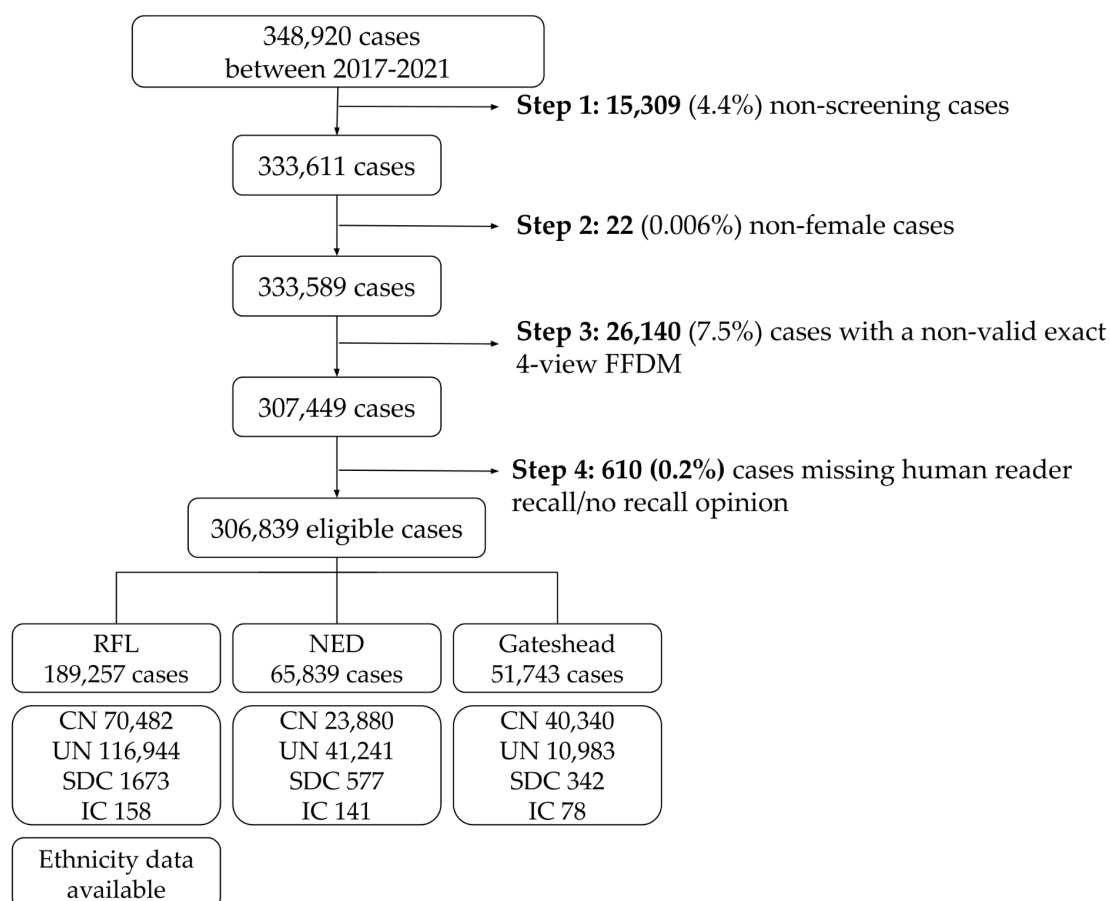 348,920 cases
between 2017-2021
Step 1: 15,309 (4.4%) non-screening cases
333,611 cases
Step 2: 22 (0.006%) non-female cases
333,589 cases
Step 3: 26,140 (7.5%) cases with a non-valid exact
4-view FFDM
307,449 cases
Step 4: 610 (0.2%) cases missing human reader
recall/no recall opinion
306,839 eligible cases
RFL
189,257 cases
NED
65,839 cases
Gateshead
51,743 cases
CN 70,482
UN 116,944
SDC 1673
IC 158
CN 23,880
UN 41,241
SDC 577
IC 141
CN 40,340
UN 10,983
SDC 342
IC 78
Ethnicity data
available